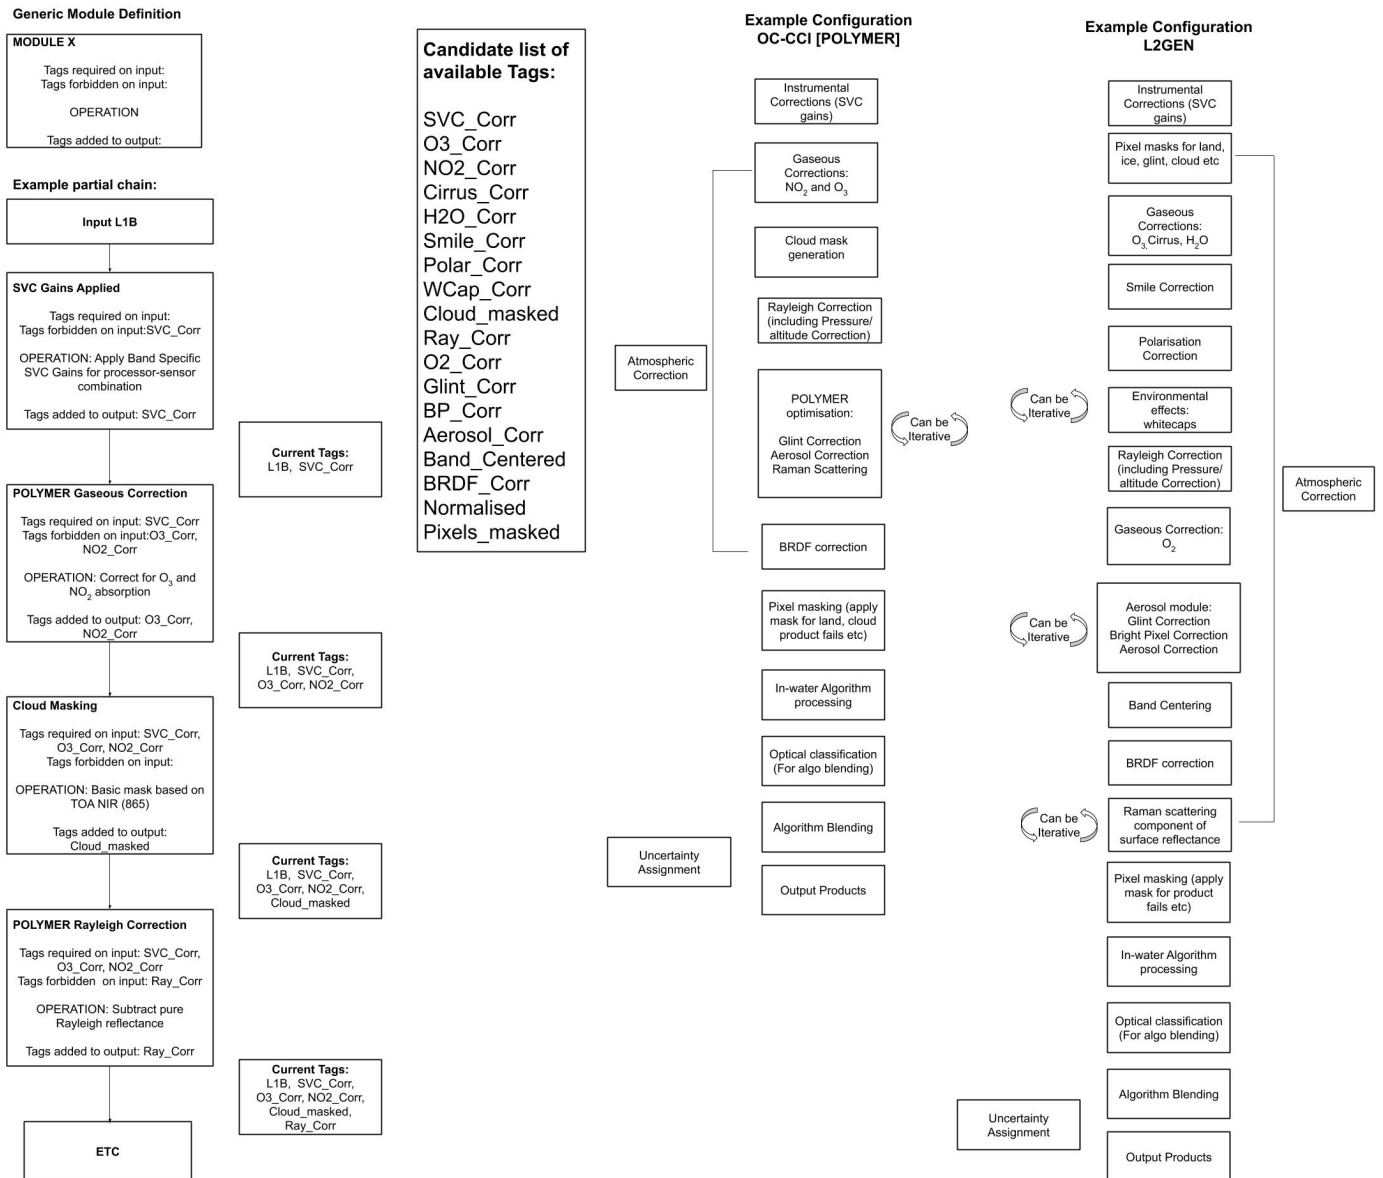 Generic Module Definition
MODULE X
Tags required on input:
Tags forbidden on input:
OPERATION
Tags added to output:
Example partial chain:
Input L1B
SVC Gains Applied
Tags required on input:
Tags forbidden on input:SVC_Corr
OPERATION: Apply Band Specific
SVC Gains for processor-sensor
combination
Tags added to output: SVC_Corr
Current Tags:
L1B, SVC_Corr
POLYMER Gaseous Correction
Tags required on input: SVC_Corr
Tags forbidden on input:O3_Corr,
NO2_Corr
OPERATION: Correct for O3 and
NO2 absorption
Tags added to output: O3_Corr,
NO2_Corr
Current Tags:
L1B, SVC_Corr,
O3_Corr, NO2_Corr
Cloud Masking
Tags required on input: SVC_Corr,
O3_Corr, NO2_Corr
Tags forbidden on input:
OPERATION: Basic mask based on
TOA NIR (865)
Tags added to output:
Cloud_masked
Current Tags:
L1B, SVC_Corr,
O3_Corr, NO2_Corr,
Cloud_masked
POLYMER Rayleigh Correction
Tags required on input: SVC_Corr,
O3_Corr, NO2_Corr
Tags forbidden on input: Ray_Corr
OPERATION: Subtract pure
Rayleigh reflectance
Tags added to output: Ray_Corr
Current Tags:
L1B, SVC_Corr,
O3_Corr, NO2_Corr,
Cloud_masked,
Ray_Corr
ETC
Candidate list of
available Tags:
SVC_Corr
O3_Corr
NO2_Corr
Cirrus_Corr
H2O_Corr
Smile_Corr
Polar_Corr
WCap_Corr
Cloud_masked
Ray_Corr
O2_Corr
Glint_Corr
BP_Corr
Aerosol_Corr
Band_Centered
BRDF_Corr
Normalised
Pixels_masked
Example Configuration
OC-CCI [POLYMER]
Instrumental
Corrections (SVC
gains)
Gaseous
Corrections:
NO2 and O3
Cloud mask
generation
Rayleigh Correction
(including Pressure/
altitude Correction)
Atmospheric
Correction
POLYMER
optimisation:
Glint Correction
Aerosol Correction
Raman Scattering
Can be
Iterative
BRDF correction
Pixel masking (apply
mask for land, cloud
product fails etc)
In-water Algorithm
processing
Optical classification
(For algo blending)
Algorithm Blending
Uncertainty
Assignment
Output Products
Example Configuration
L2GEN
Instrumental
Corrections (SVC
gains)
Pixel masks for land,
ice, glint, cloud etc
Gaseous
Corrections:
O3,Cirrus, H2O
Smile Correction
Polarisation
Correction
Can be
Iterative
Environmental
effects:
whitecaps
Rayleigh Correction
(including Pressure/
altitude Correction)
Atmospheric
Correction
Gaseous Correction:
O2
Can be
Iterative
Aerosol module:
Glint Correction
Bright Pixel Correction
Aerosol Correction
Band Centering
BRDF correction
Can be
Iterative
Raman scattering
component of
surface reflectance
Pixel masking (apply
mask for product
fails etc)
In-water Algorithm
processing
Optical classification
(For algo blending)
Algorithm Blending
Uncertainty
Assignment
Output Products